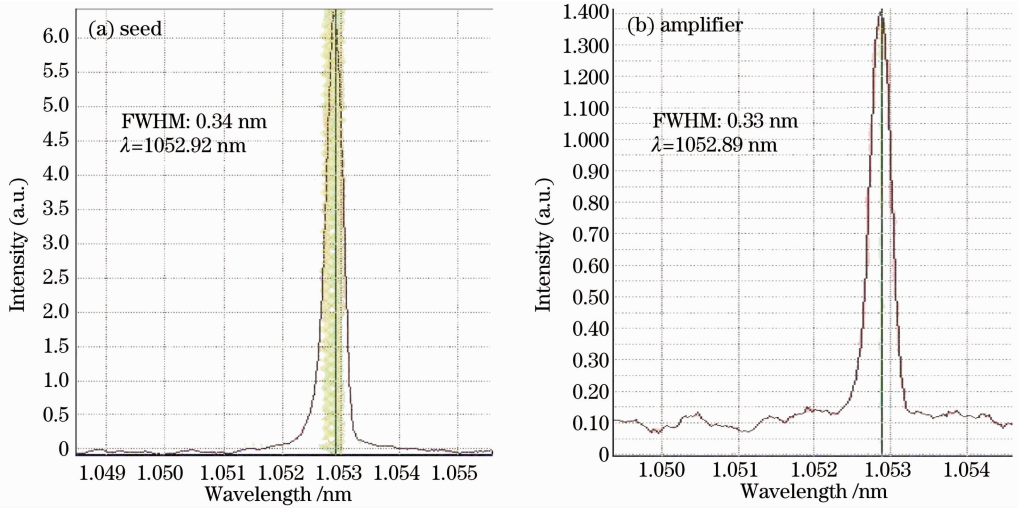 (a) seed
FWHM: 0.34 nm
λ=1052.92 nm
Intensity (a.u.)
6.0
5.5
5.0
4.5
4.0
3.5
3.0
2.5
2.0
1.5
1.0
0.5
0
1.049 1.050 1.051 1.052 1.053 1.054 1.055
Wavelength /nm
(b) amplifier
FWHM: 0.33 nm
λ=1052.89 nm
Intensity (a.u.)
1.400
1.300
1.200
1.100
1.000
0.90
0.80
0.70
0.60
0.50
0.40
0.30
0.20
0.10
0
1.050 1.051 1.052 1.053 1.054
Wavelength /nm